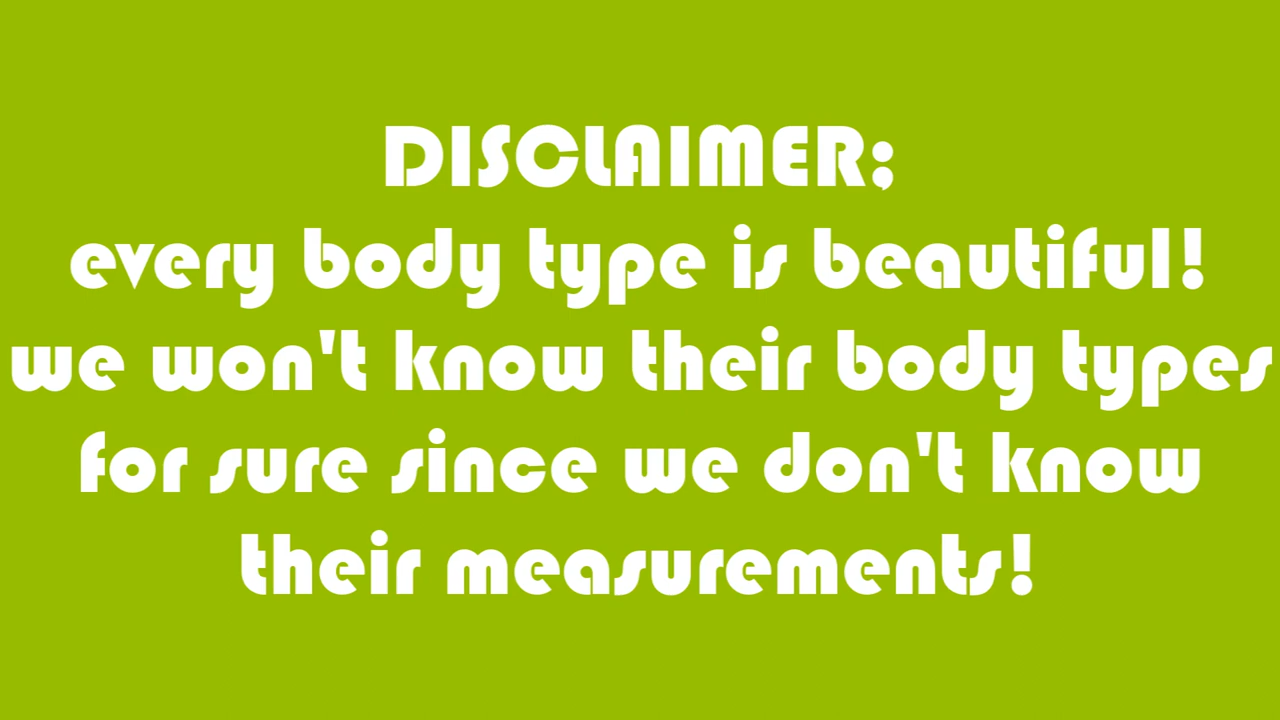 DISCLAIMER;
every body type is beautiful!
we won't know their body types
for sure since we don't know
their measurements!